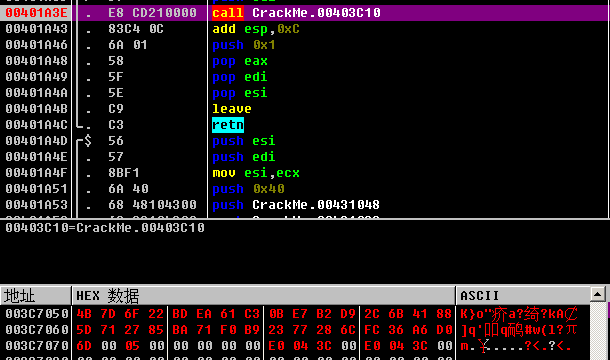 00401A3E . E8 CD210000 call CrackMe.00403C10
00401A43 . 83C4 0C add esp,0xC
00401A46 . 6A 01 push 0x1
00401A48 . 58 pop eax
00401A49 . 5F pop edi
00401A4A . 5E pop esi
00401A4B . C9 leave
00401A4C . C3 retn
00401A4D $ 56 push esi
00401A4E . 57 push edi
00401A4F . 8BF1 mov esi,ecx
00401A51 . 6A 40 push 0x40
00401A53 . 68 48104300 push CrackMe.00431048
00403C10=CrackMe.00403C10
地址 HEX 数据 ASCII
003C7050 4B 7D 6F 22 BD EA 61 C3 0B E7 B2 D9 2C 6B 41 88
003C7060 5D 71 27 85 BA 71 F0 B9 23 77 28 6C FC 36 A6 D0
003C7070 6D 00 05 00 00 00 00 00 E0 04 3C 00 E0 04 3C 00 m.